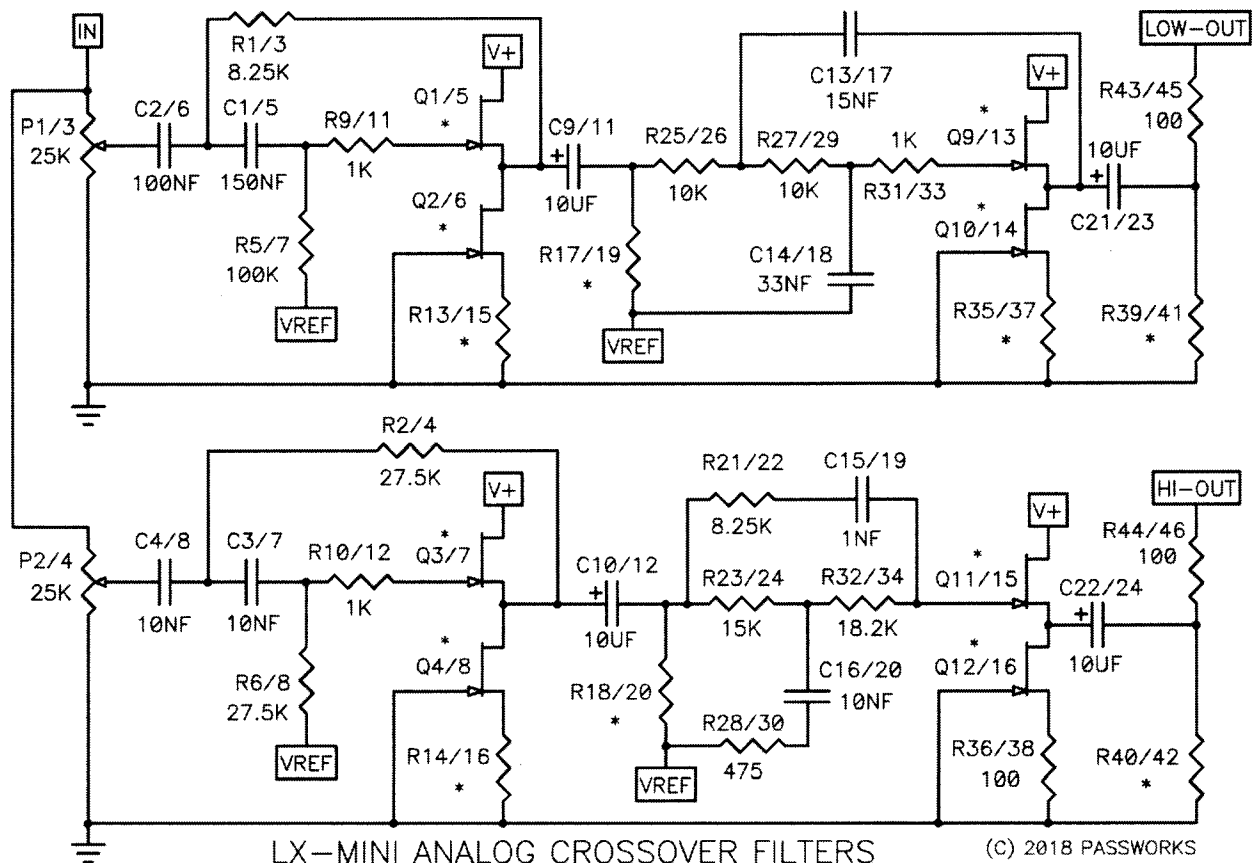 IN
R1/3
8.25K
V+
C13/17
15NF
V+
LOW-OUT
P1/3
25K
C2/6
100NF
C1/5
150NF
R9/11
1K
Q1/5
*
C9/11
+
10UF
R25/26
10K
R27/29
10K
1K
R31/33
*
Q9/13
10UF
+
C21/23
R43/45
100
R5/7
100K
VREF
Q2/6
*
R13/15
*
R17/19
*
VREF
C14/18
33NF
*
Q10/14
R35/37
*
R39/41
*
R2/4
27.5K
V+
R21/22
8.25K
C15/19
1NF
V+
HI-OUT
P2/4
25K
C4/8
10NF
C3/7
10NF
R10/12
1K
*
Q3/7
C10/12
+
10UF
R23/24
15K
R32/34
18.2K
*
Q11/15
C22/24
+
10UF
R44/46
100
R6/8
27.5K
VREF
*
Q4/8
R14/16
*
R18/20
*
VREF
R28/30
475
C16/20
10NF
*
Q12/16
R36/38
100
R40/42
*
LX-MINI ANALOG CROSSOVER FILTERS
(C) 2018 PASSWORKS